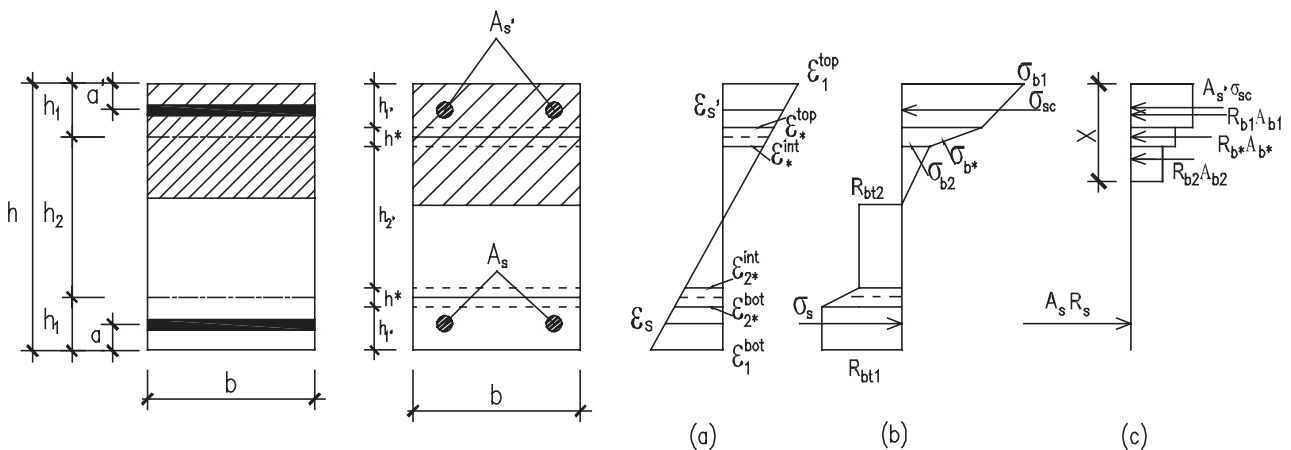 h
h₁
h₂
h₁
a'
a
b
Aₛ'
Aₛ
h₁'
h*
h₂'
h*
h₁'
b
ε₁ᵗᵒᵖ
εₛ'
ε*ᵗᵒᵖ
ε*ⁱⁿᵗ
ε₂*ⁱⁿᵗ
ε₂*ᵇᵒᵗ
εₛ
ε₁ᵇᵒᵗ
(a)
σb1
σsc
σb*
σb2
Rbt2
σₛ
Rbt1
(b)
X
Aₛ'σsc
Rb1Ab1
Rb*Ab*
Rb2Ab2
AₛRₛ
(c)